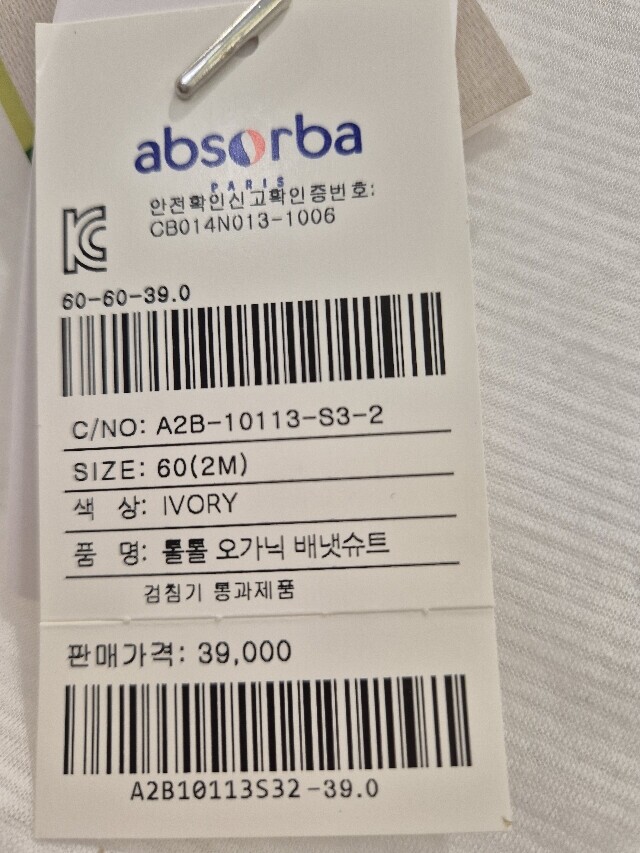 absorba
PARIS
안전확인신고확인증번호:
CB014N013-1006
60-60-39.0
C/NO: A2B-10113-S3-2
SIZE: 60(2M)
색 상: IVORY
품 명: 톨톨 오가닉 배냇슈트
검침기 통과제품
판매가격: 39,000
A2B10113S32-39.0